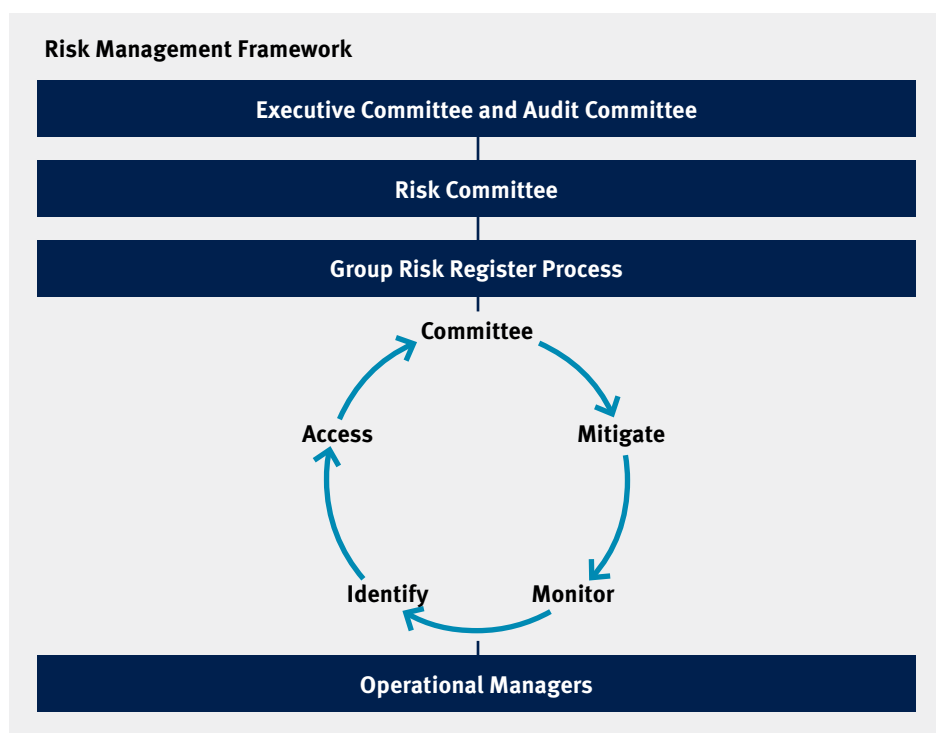 Risk Management Framework
Executive Committee and Audit Committee
Risk Committee
Group Risk Register Process
Committee
Access
Mitigate
Identify
Monitor
Operational Managers